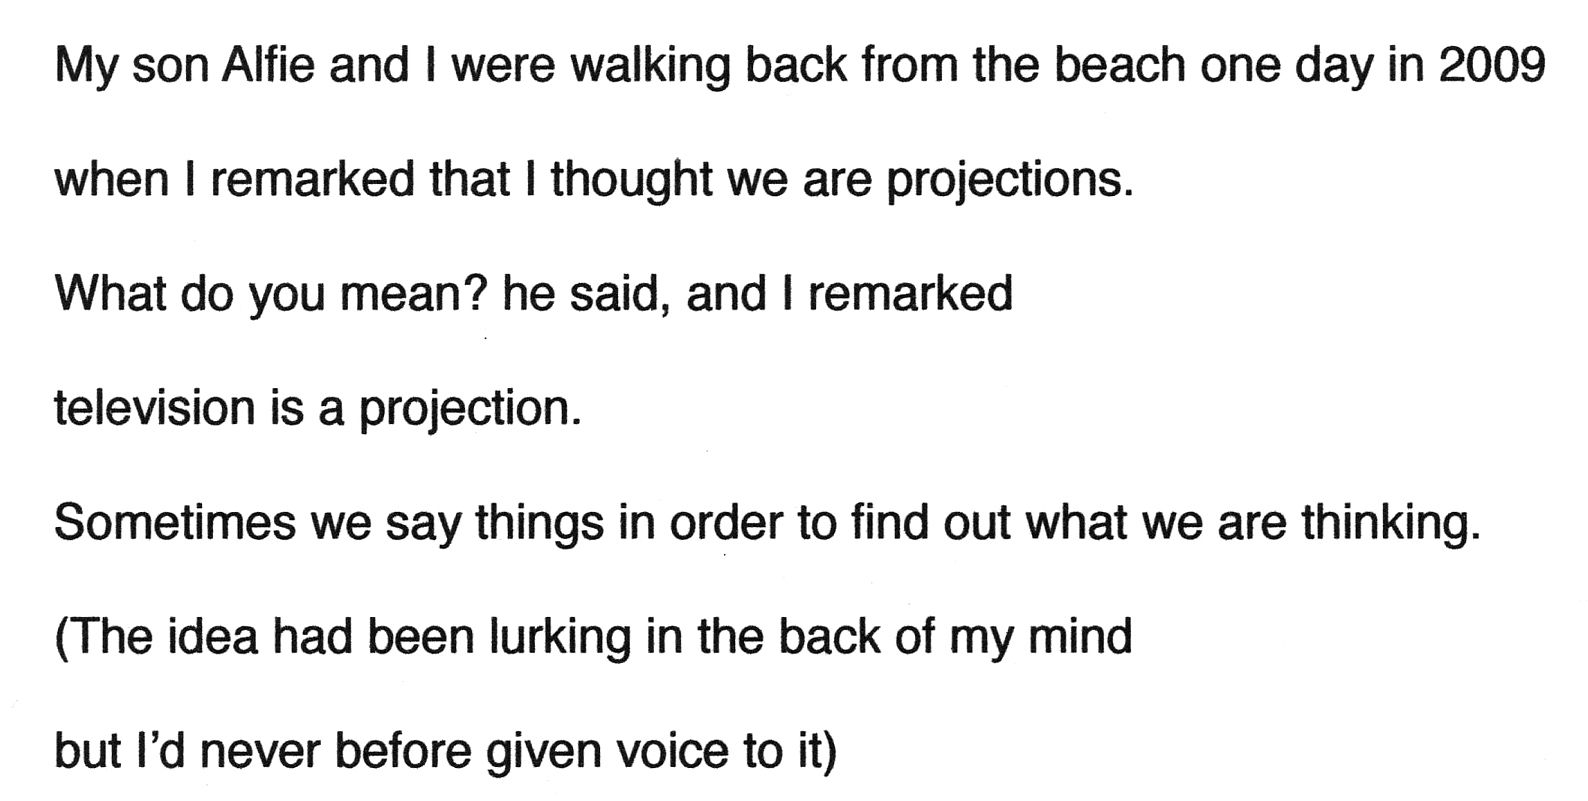 My son Alfie and I were walking back from the beach one day in 2009
when I remarked that I thought we are projections.
What do you mean? he said, and I remarked
television is a projection.
Sometimes we say things in order to find out what we are thinking.
(The idea had been lurking in the back of my mind
but I’d never before given voice to it)